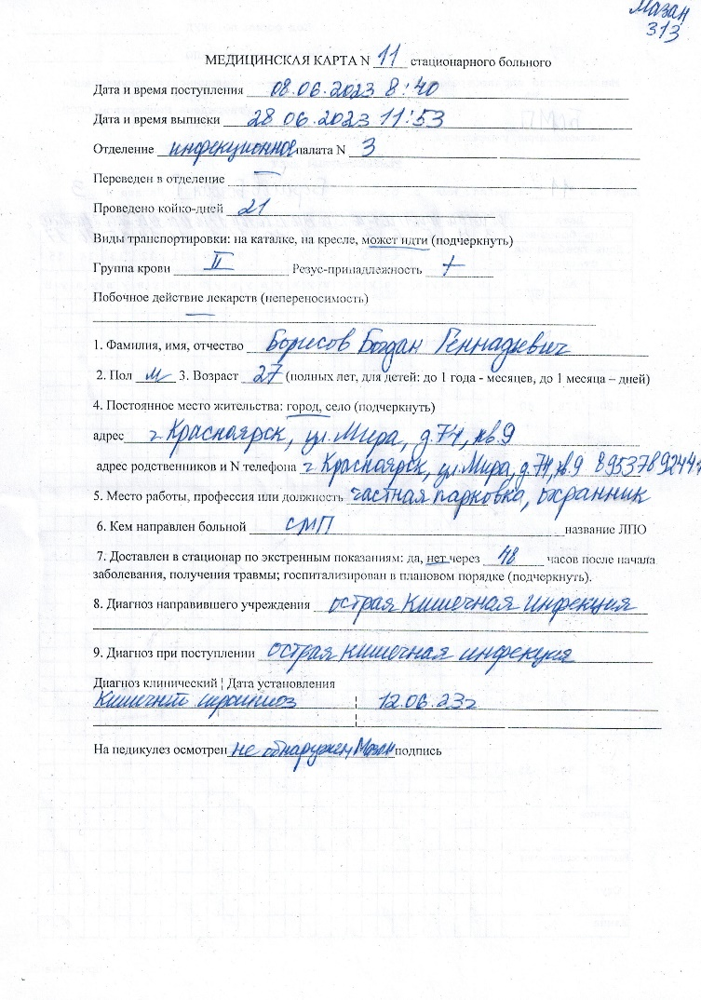 Мазан
313
МЕДИЦИНСКАЯ КАРТА N 11 стационарного больного
Дата и время поступления 08.06.2023 8:40
Дата и время выписки 28 06.2023 11:53
Отделение инфекционное палата N 3
Переведен в отделение —
Проведено койко-дней 21
Виды транспортировки: на каталке, на кресле, может идти (подчеркнуть)
Группа крови II Резус-принадлежность +
Побочное действие лекарств (непереносимость)
—
1. Фамилия, имя, отчество Борисов Богдан Геннадьевич
2. Пол м 3. Возраст 27 (полных лет, для детей: до 1 года - месяцев, до 1 месяца – дней)
4. Постоянное место жительства: город, село (подчеркнуть)
адрес г Красноярск, ул. Мира, д. 74, кв. 9
адрес родственников и N телефона г. Красноярск, ул. Мира, д. 74, кв. 9
5. Место работы, профессия или должность частная парковка, охранник
6. Кем направлен больной СМП название ЛПО
7. Доставлен в стационар по экстренным показаниям: да, нет через 48 часов после начала
заболевания, получения травмы; госпитализирован в плановом порядке (подчеркнуть).
8. Диагноз направившего учреждения острая кишечная инфекция
9. Диагноз при поступлении острая кишечная инфекция
Диагноз клинический ¦ Дата установления
12.06.23г
На педикулез осмотрен не обнаружен Мазан подпись